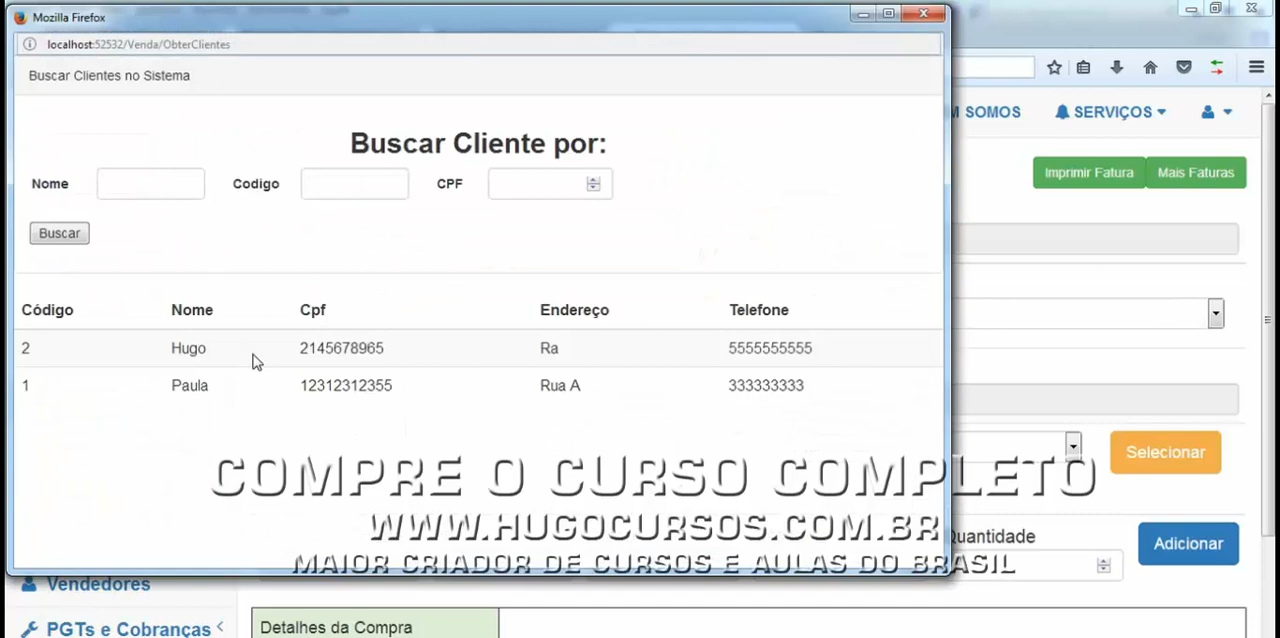 Mozilla Firefox
localhost:52532/Venda/ObterClientes
Buscar Clientes no Sistema
Buscar Cliente por:
Nome Codigo CPF
Buscar
Código Nome Cpf Endereço Telefone
2 Hugo 2145678965 Ra 5555555555
1 Paula 12312312355 Rua A 333333333
M SOMOS SERVIÇOS
Imprimir Fatura Mais Faturas
Selecionar
COMPRE O CURSO COMPLETO
WWW.HUGOCURSOS.COM.BR
MAIOR CRIADOR DE CURSOS E AULAS DO BRASIL
Quantidade
Adicionar
Vendedores
PGTs e Cobranças
Detalhes da Compra